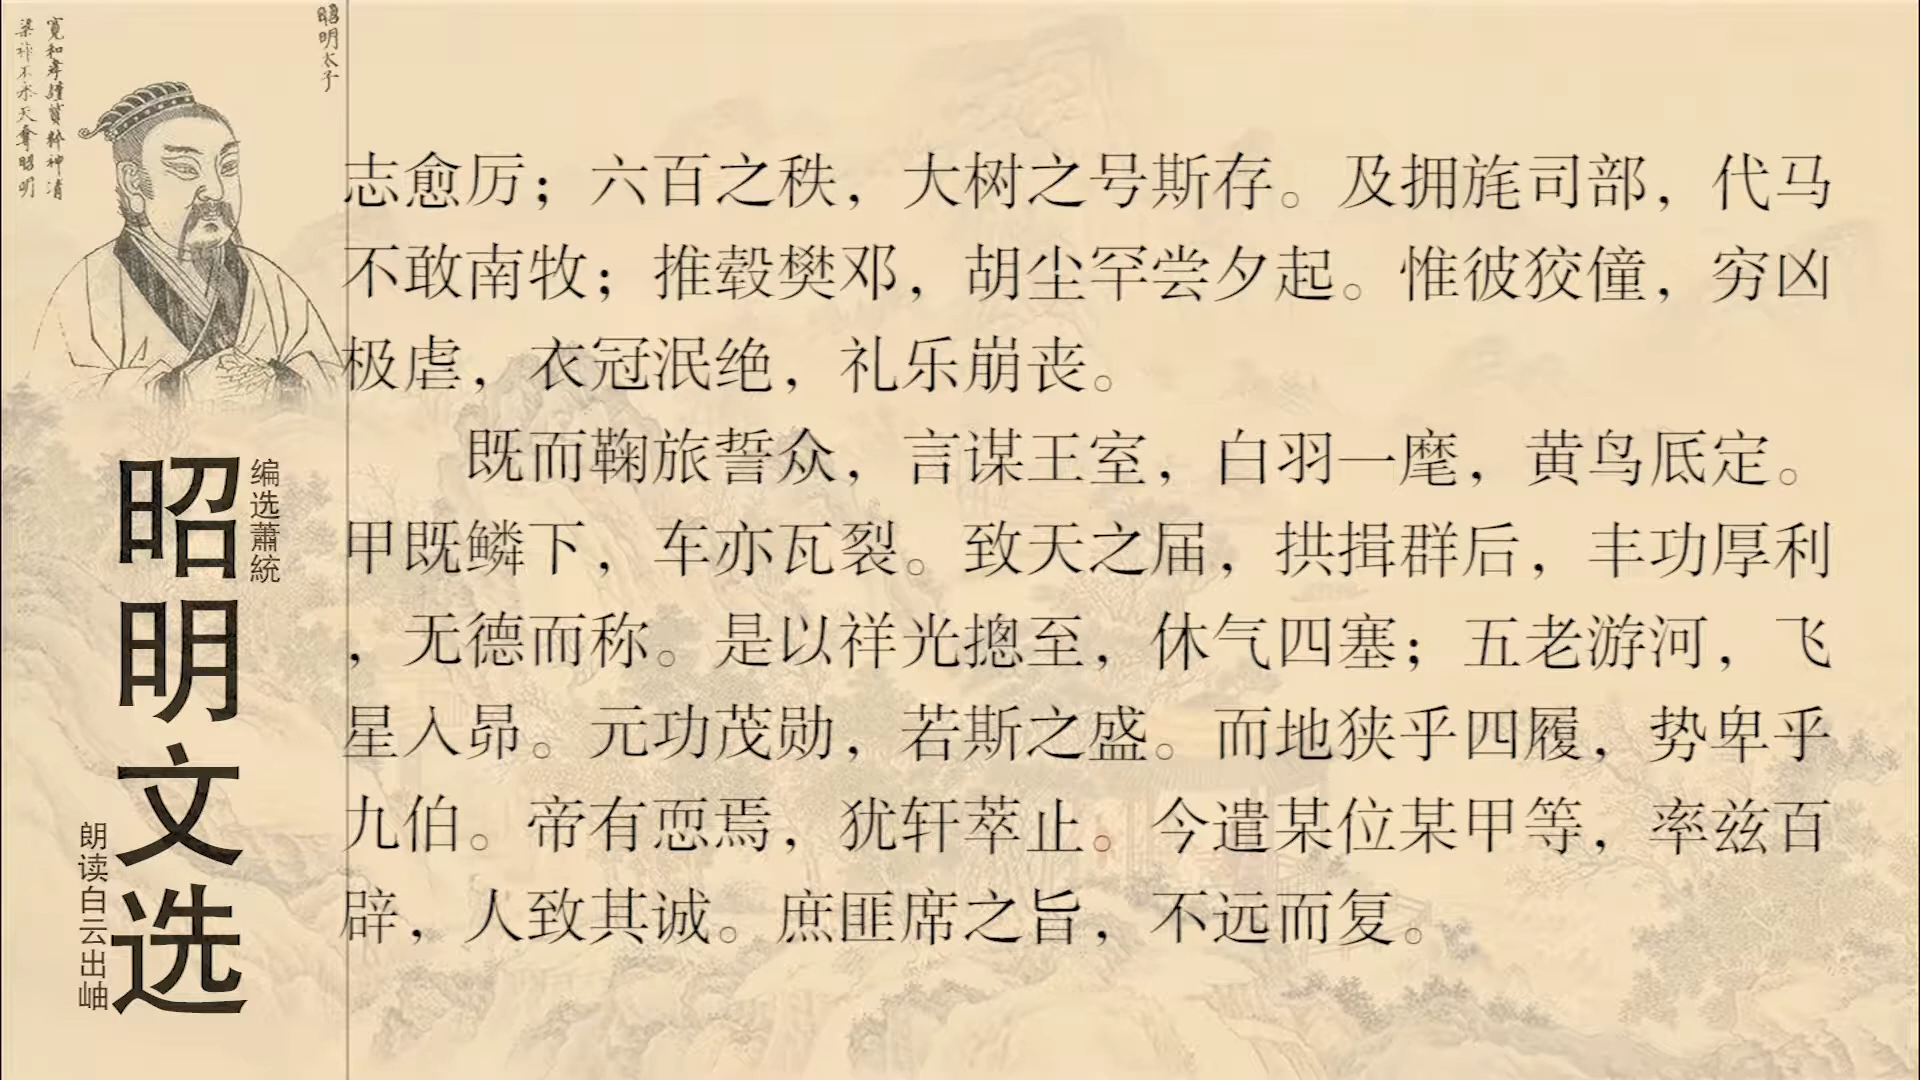 昭明太子
志愈厉；六百之秩，大树之号斯存。及拥旄司部，代马
不敢南牧；推毂樊邓，胡尘罕尝夕起。惟彼狡僮，穷凶
极虐，衣冠泯绝，礼乐崩丧。
既而鞠旅誓众，言谋王室，白羽一麾，黄鸟底定。
甲既鳞下，车亦瓦裂。致天之届，拱揖群后，丰功厚利
，无德而称。是以祥光摠至，休气四塞；五老游河，飞
星入昴。元功茂勋，若斯之盛。而地狭乎四履，势卑乎
九伯。帝有恧焉，犹轩萃止。今遣某位某甲等，率兹百
辟，人致其诚。庶匪席之旨，不远而复。
昭明文选
编选蕭統
朗读白云出岫